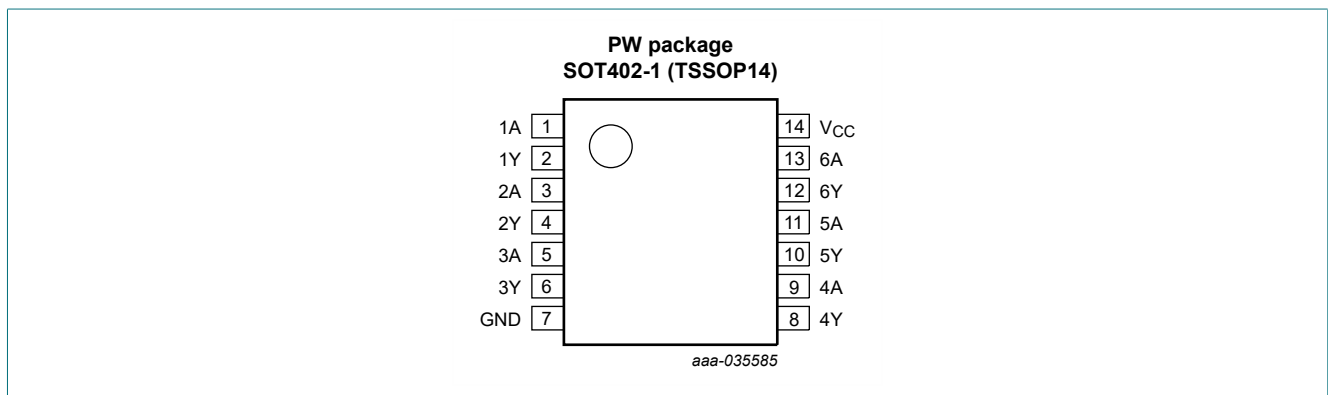 PW package
SOT402-1 (TSSOP14)
1A 1 14 VCC
1Y 2 13 6A
2A 3 12 6Y
2Y 4 11 5A
3A 5 10 5Y
3Y 6 9 4A
GND 7 8 4Y
aaa-035585